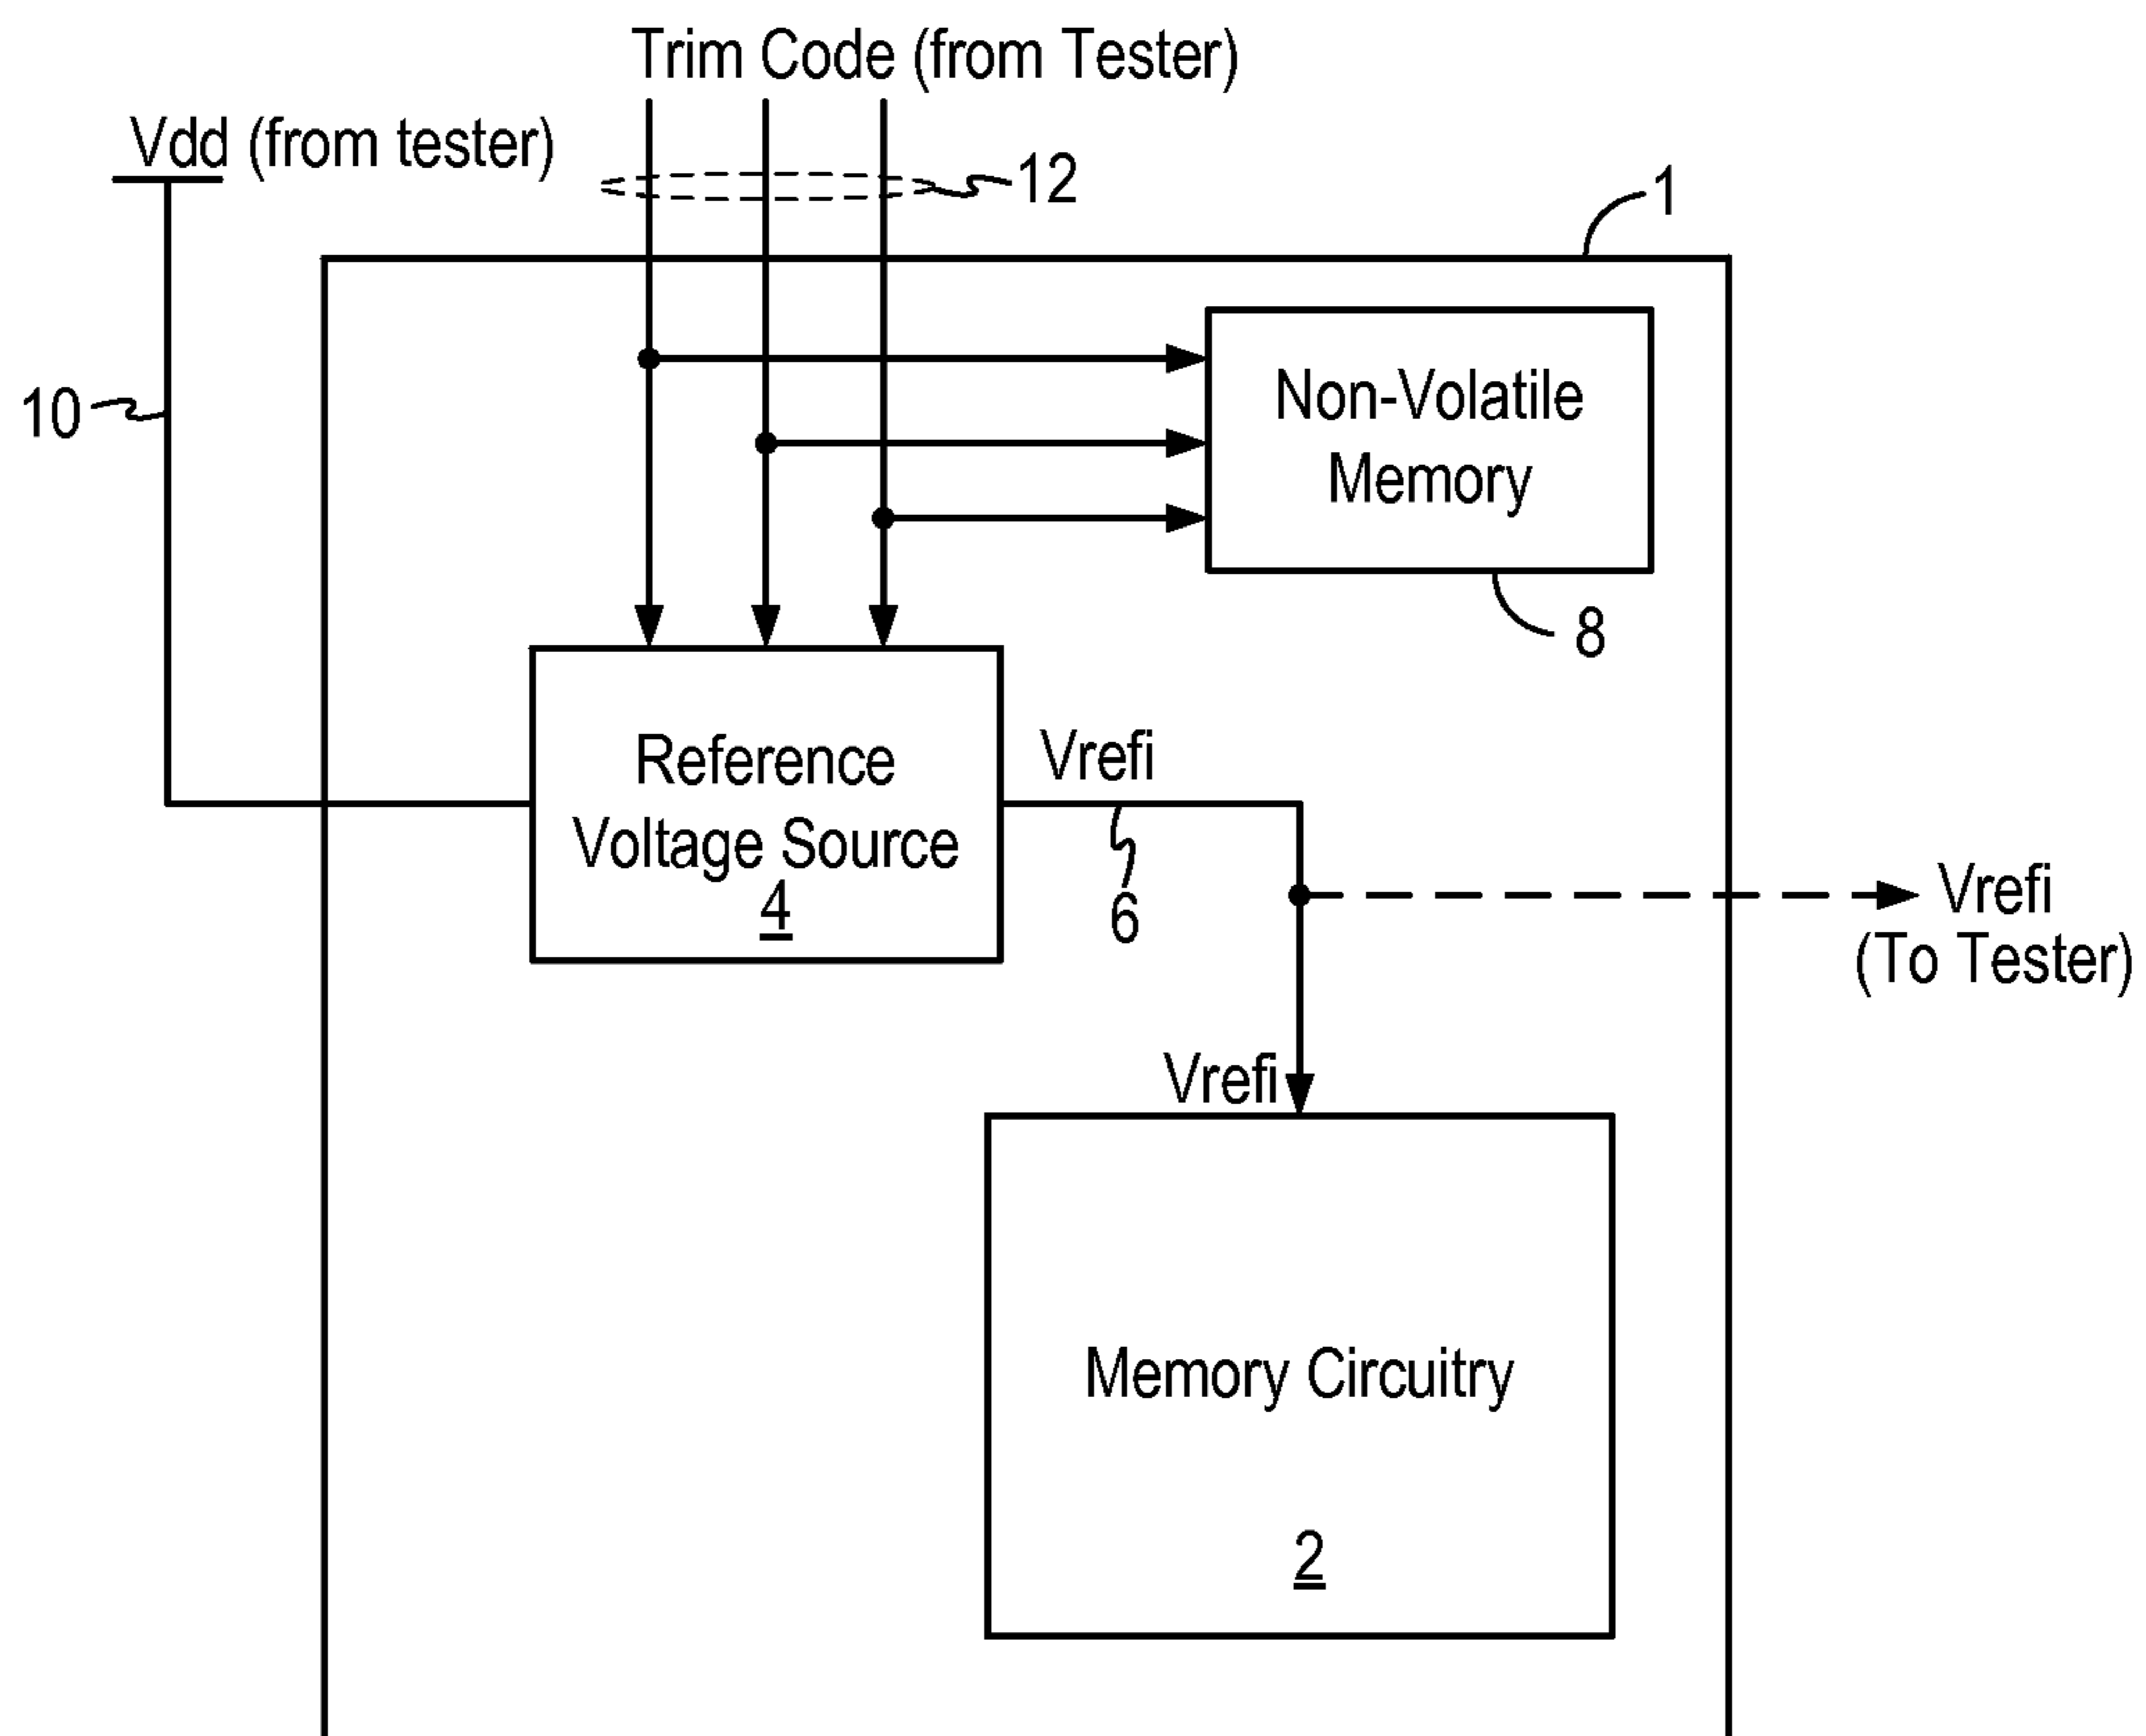 Trim Code (from Tester)
Vdd (from tester)
12
1
10
Non-Volatile
Memory
8
Reference
Voltage Source
4
Vrefi
6
Vrefi
(To Tester)
Vrefi
Memory Circuitry
2